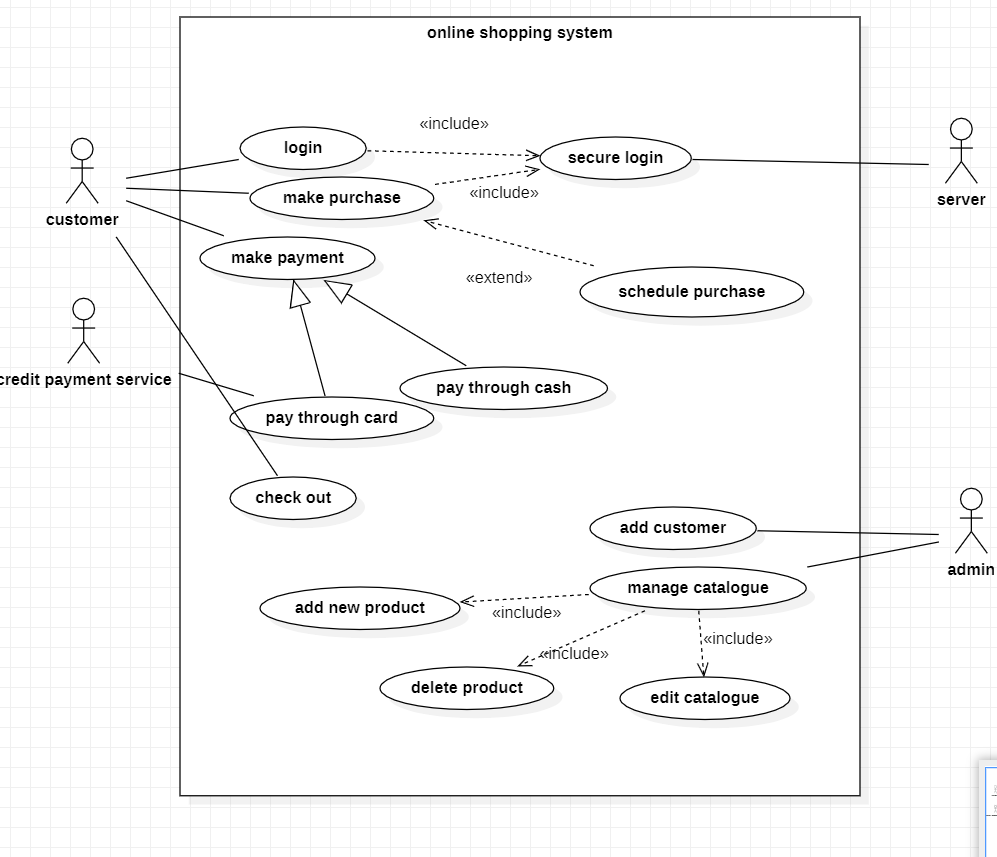 online shopping system
«include»
login
secure login
make purchase
«include»
customer
server
make payment
«extend»
schedule purchase
credit payment service
pay through cash
pay through card
check out
add customer
admin
manage catalogue
add new product
«include»
«include»
«include»
delete product
edit catalogue